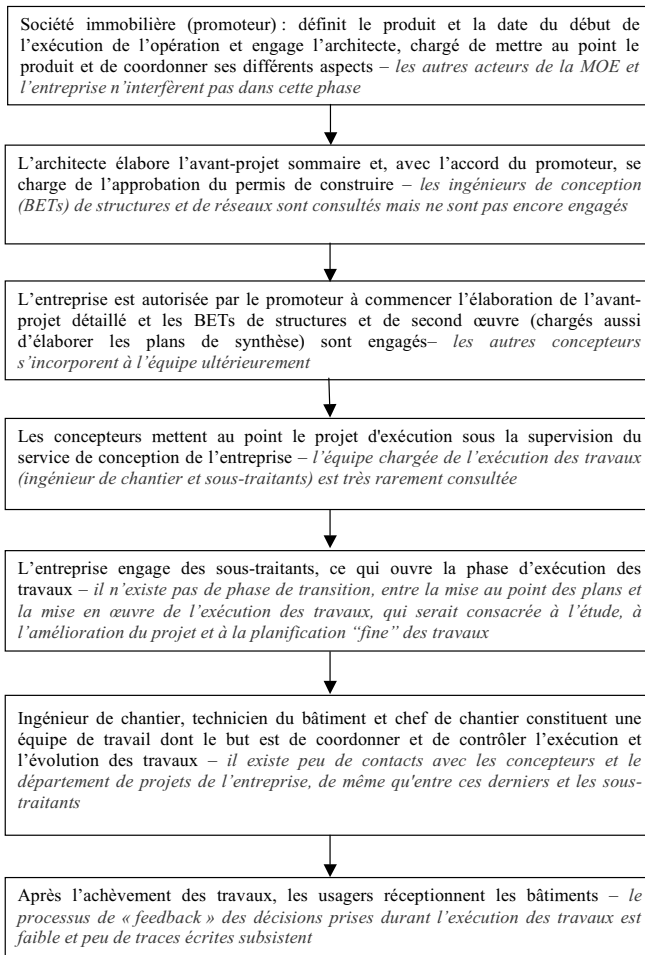 Société immobilière (promoteur) : définit le produit et la date du début de
l’exécution de l’opération et engage l’architecte, chargé de mettre au point le
produit et de coordonner ses différents aspects – les autres acteurs de la MOE et
l’entreprise n’interfèrent pas dans cette phase
L’architecte élabore l’avant-projet sommaire et, avec l’accord du promoteur, se
charge de l’approbation du permis de construire – les ingénieurs de conception
(BETs) de structures et de réseaux sont consultés mais ne sont pas encore engagés
L’entreprise est autorisée par le promoteur à commencer l’élaboration de l’avant-
projet détaillé et les BETs de structures et de second œuvre (chargés aussi
d’élaborer les plans de synthèse) sont engagés– les autres concepteurs
s’incorporent à l’équipe ultérieurement
Les concepteurs mettent au point le projet d'exécution sous la supervision du
service de conception de l’entreprise – l’équipe chargée de l’exécution des travaux
(ingénieur de chantier et sous-traitants) est très rarement consultée
L’entreprise engage des sous-traitants, ce qui ouvre la phase d’exécution des
travaux – il n’existe pas de phase de transition, entre la mise au point des plans et
la mise en œuvre de l’exécution des travaux, qui serait consacrée à l’étude, à
l’amélioration du projet et à la planification “fine” des travaux
Ingénieur de chantier, technicien du bâtiment et chef de chantier constituent une
équipe de travail dont le but est de coordonner et de contrôler l’exécution et
l’évolution des travaux – il existe peu de contacts avec les concepteurs et le
département de projets de l’entreprise, de même qu'entre ces derniers et les sous-
traitants
Après l’achèvement des travaux, les usagers réceptionnent les bâtiments – le
processus de « feedback » des décisions prises durant l’exécution des travaux est
faible et peu de traces écrites subsistent